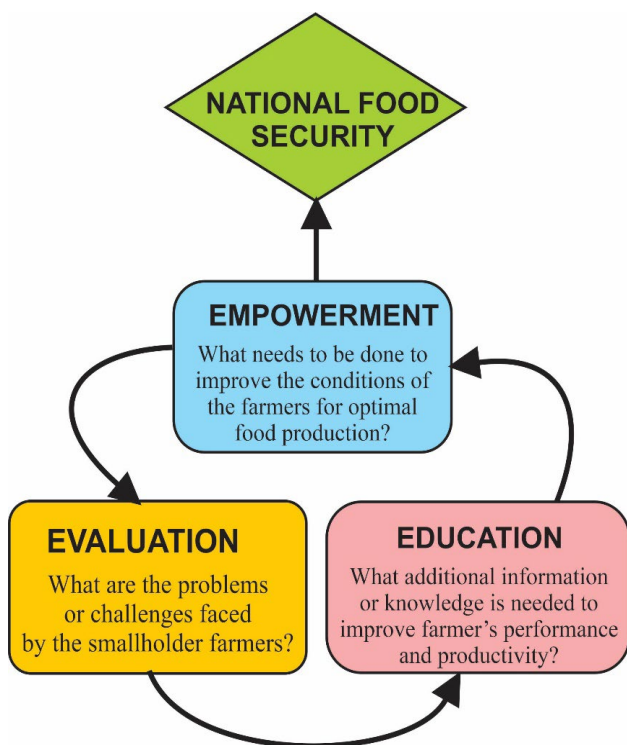 NATIONAL FOOD
SECURITY
EMPOWERMENT
What needs to be done to
improve the conditions of
the farmers for optimal
food production?
EVALUATION
What are the problems
or challenges faced
by the smallholder farmers?
EDUCATION
What additional information
or knowledge is needed to
improve farmer’s performance
and productivity?